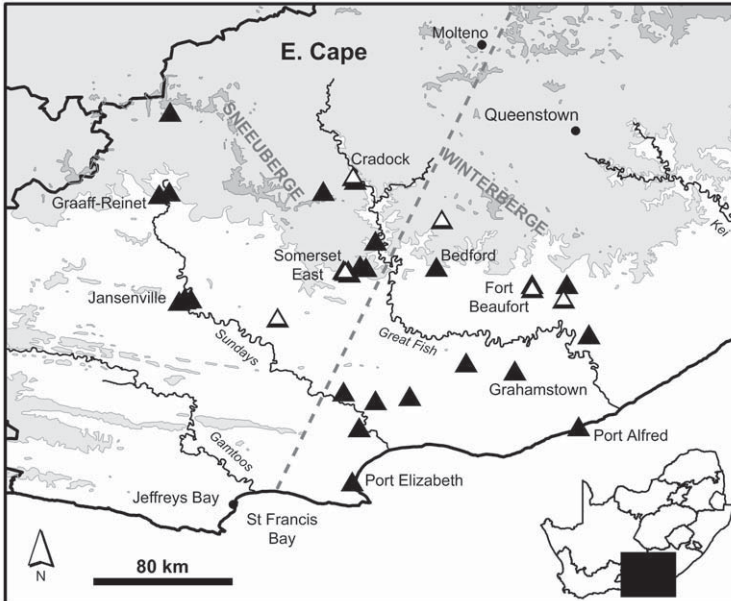 Molteno
E. Cape
Queenstown
SNEEUBERGE
Cradock
WINTERBERGE
Graaff-Reinet
Kei
Somerset
East
Bedford
Jansenville
Fort
Beaufort
Sundays
Great Fish
Grahamstown
Gamtoos
Port Alfred
Port Elizabeth
Jeffreys Bay
St Francis
Bay
N
80 km